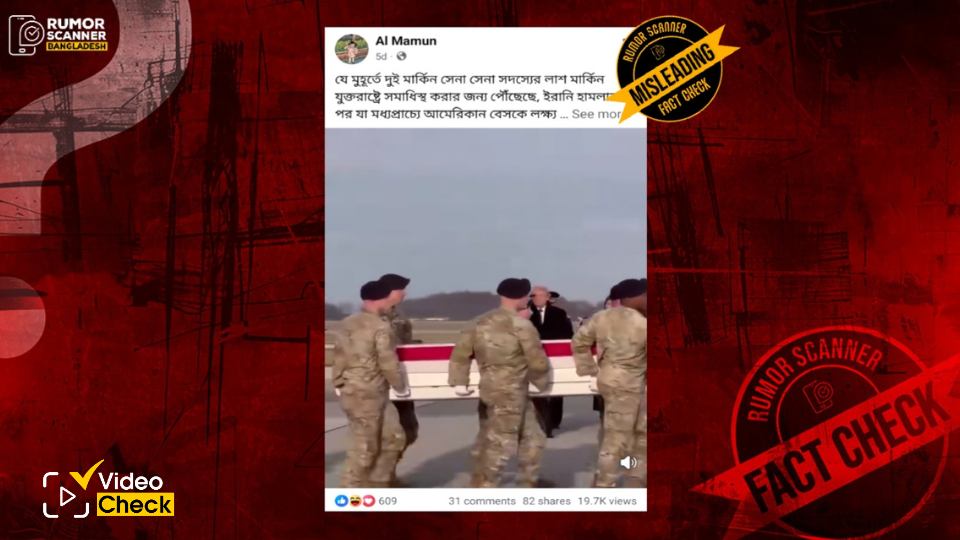 RUMOR
SCANNER
BANGLADESH
Al Mamun
5d
যে মুহূর্তে দুই মার্কিন সেনা সেনা সদস্যের লাশ মার্কিন
যুক্তরাষ্ট্রে সমাধিস্থ করার জন্য পৌঁছেছে, ইরানি
পর যা মধ্যপ্রাচ্যে আমেরিকান বেসকে লক্ষ্য ... See
RUMOR SCANNER
MISLEADING
FACT CHECK
609
31 comments 82 shares 19.7K views
Video
Check
RUMOR SCANNER
FACT CHECK